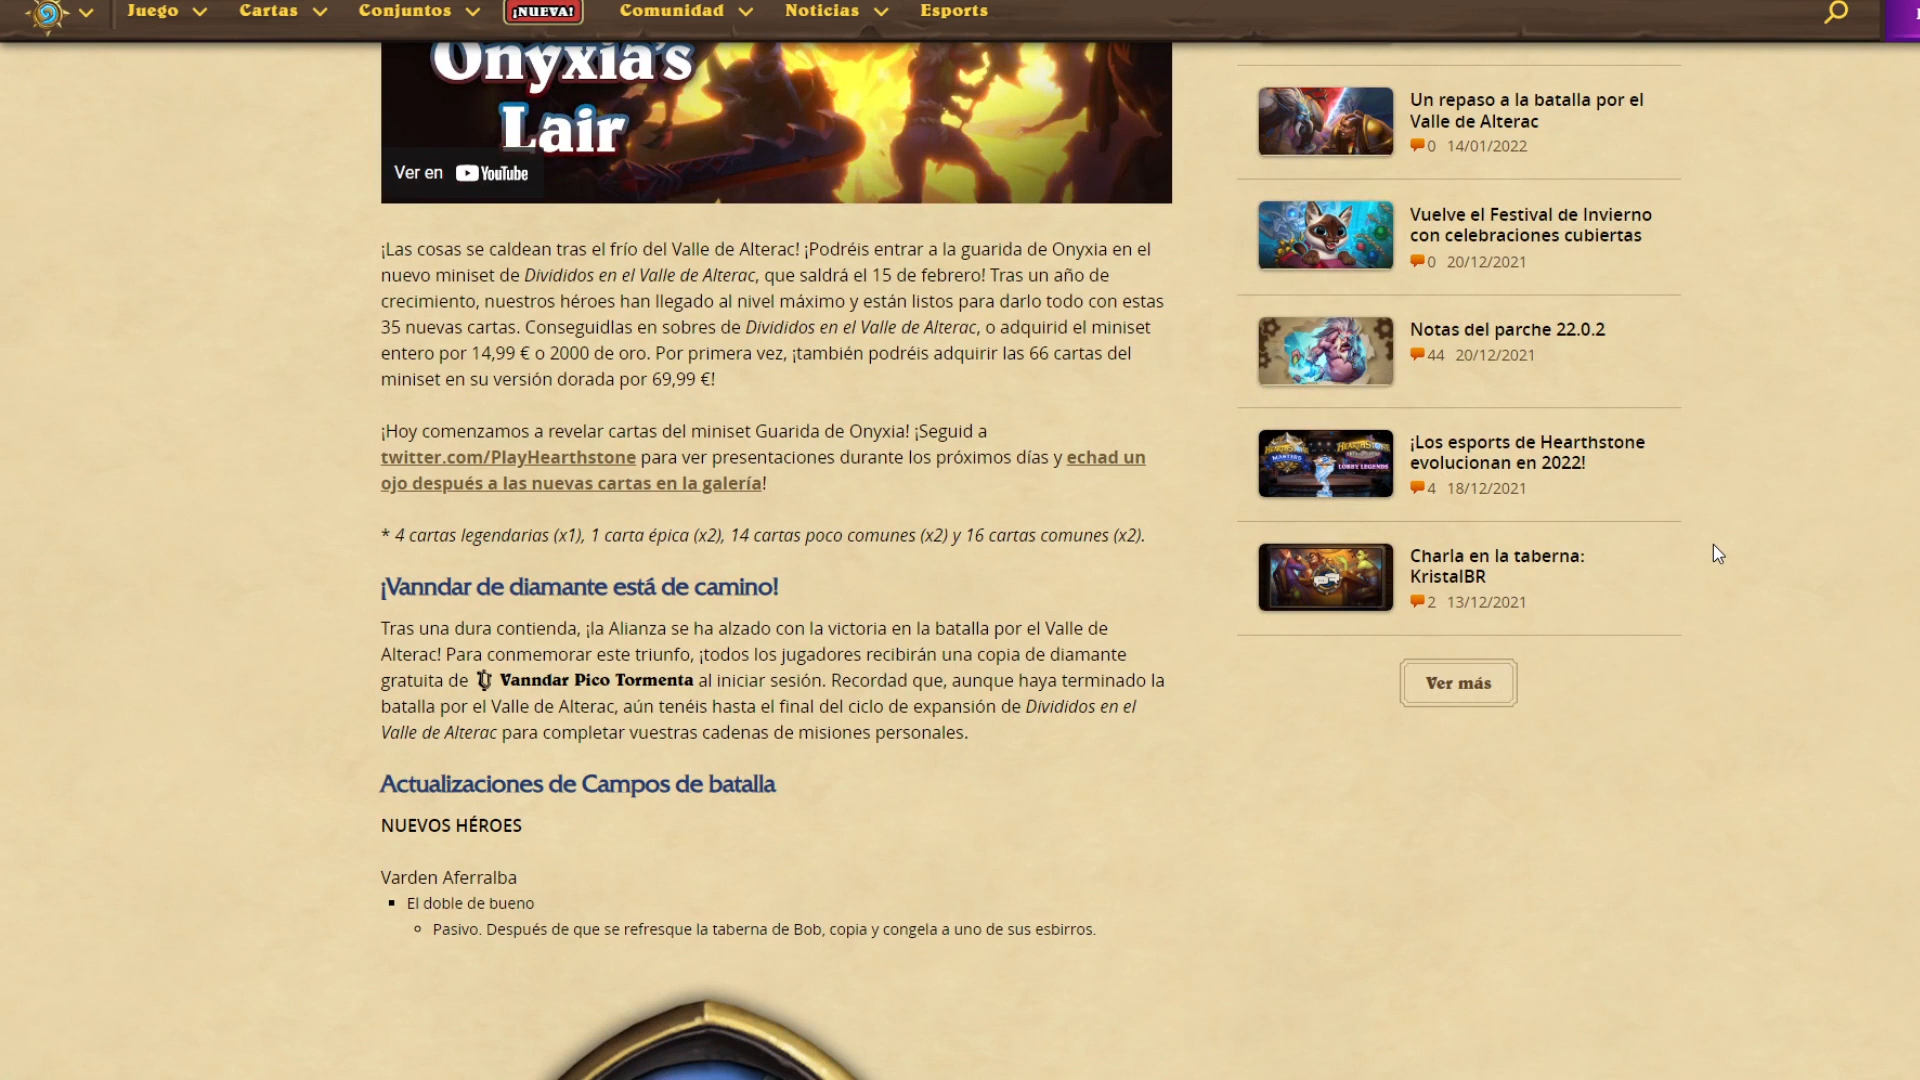 Juego Cartas Conjuntos ¡NUEVA! Comunidad Noticias Esports
Onyxia's
Lair
Ver en YouTube
¡Las cosas se caldean tras el frío del Valle de Alterac! ¡Podréis entrar a la guarida de Onyxia en el
nuevo miniset de Divididos en el Valle de Alterac, que saldrá el 15 de febrero! Tras un año de
crecimiento, nuestros héroes han llegado al nivel máximo y están listos para darlo todo con estas
35 nuevas cartas. Conseguidlas en sobres de Divididos en el Valle de Alterac, o adquirid el miniset
entero por 14,99 € o 2000 de oro. Por primera vez, ¡también podréis adquirir las 66 cartas del
miniset en su versión dorada por 69,99 €!
¡Hoy comenzamos a revelar cartas del miniset Guarida de Onyxia! ¡Seguid a
twitter.com/PlayHearthstone para ver presentaciones durante los próximos días y echad un
ojo después a las nuevas cartas en la galería!
* 4 cartas legendarias (x1), 1 carta épica (x2), 14 cartas poco comunes (x2) y 16 cartas comunes (x2).
¡Vanndar de diamante está de camino!
Tras una dura contienda, ¡la Alianza se ha alzado con la victoria en la batalla por el Valle de
Alterac! Para conmemorar este triunfo, ¡todos los jugadores recibirán una copia de diamante
gratuita de Vanndar Pico Tormenta al iniciar sesión. Recordad que, aunque haya terminado la
batalla por el Valle de Alterac, aún tenéis hasta el final del ciclo de expansión de Divididos en el
Valle de Alterac para completar vuestras cadenas de misiones personales.
Actualizaciones de Campos de batalla
NUEVOS HÉROES
Varden Aferralba
▪ El doble de bueno
◦ Pasivo. Después de que se refresque la taberna de Bob, copia y congela a uno de sus esbirros.
Un repaso a la batalla por el
Valle de Alterac
0 14/01/2022
Vuelve el Festival de Invierno
con celebraciones cubiertas
0 20/12/2021
Notas del parche 22.0.2
44 20/12/2021
HEARTHSTONE
MASTERS
HEARTHSTONE
LOBBY LEGENDS
¡Los esports de Hearthstone
evolucionan en 2022!
4 18/12/2021
Charla en la taberna:
KristalBR
2 13/12/2021
Ver más